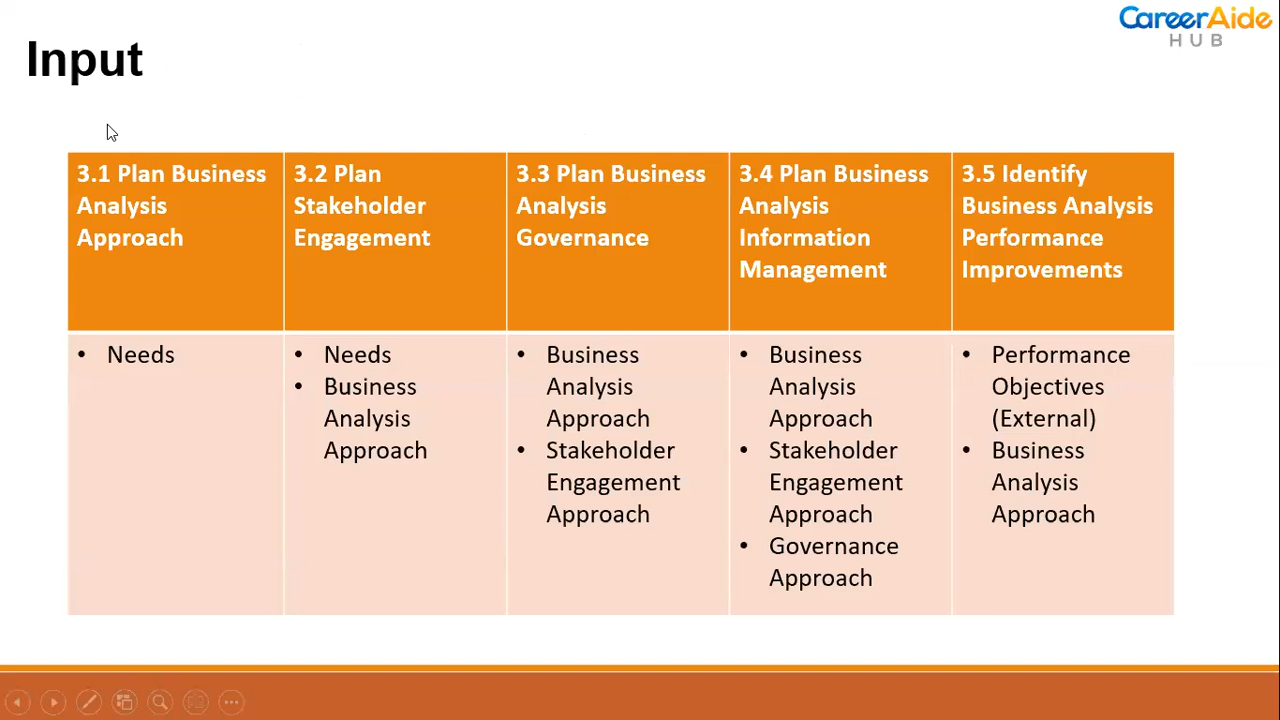 CareerAide
HUB
Input
3.1 Plan Business
Analysis
Approach
3.2 Plan
Stakeholder
Engagement
3.3 Plan Business
Analysis
Governance
3.4 Plan Business
Analysis
Information
Management
3.5 Identify
Business Analysis
Performance
Improvements
• Needs
• Needs
• Business
Analysis
Approach
• Business
Analysis
Approach
• Stakeholder
Engagement
Approach
• Business
Analysis
Approach
• Stakeholder
Engagement
Approach
• Governance
Approach
• Performance
Objectives
(External)
• Business
Analysis
Approach